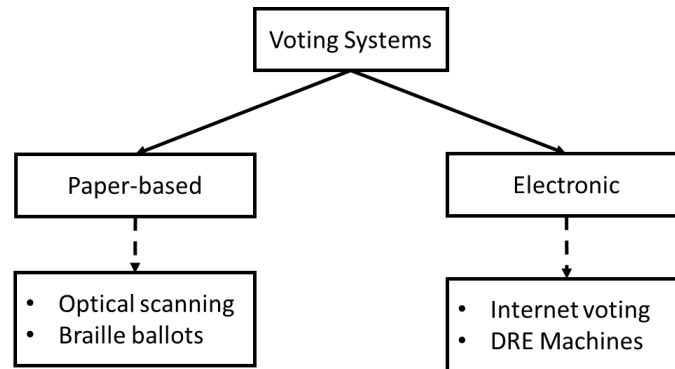 Voting Systems
Paper-based
Electronic
• Optical scanning
• Braille ballots
• Internet voting
• DRE Machines